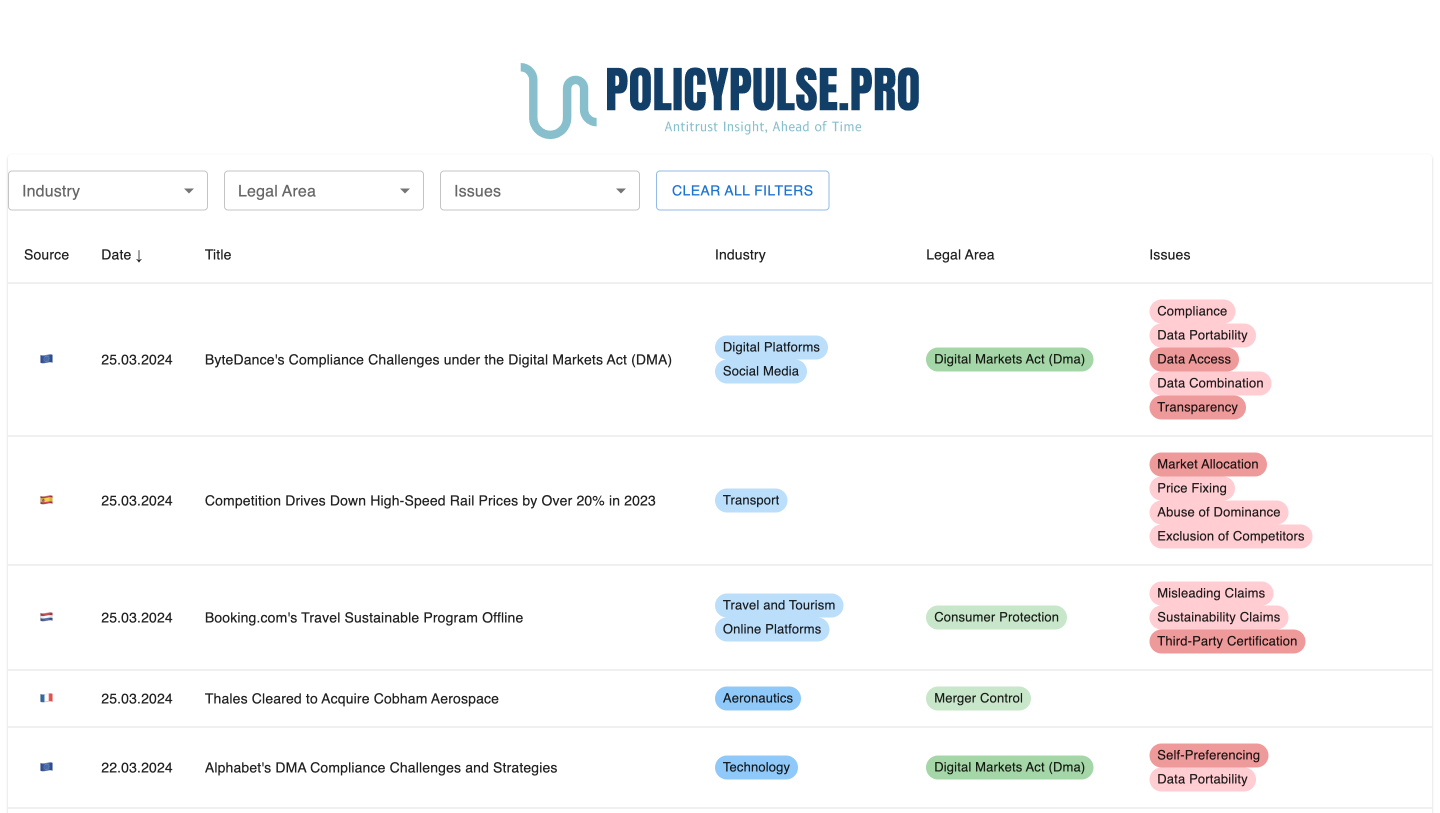 POLICYPULSE.PRO
Antitrust Insight, Ahead of Time
Industry Legal Area Issues CLEAR ALL FILTERS
Source Date ↓ Title Industry Legal Area Issues
25.03.2024 ByteDance's Compliance Challenges under the Digital Markets Act (DMA)
Digital Platforms
Social Media
Digital Markets Act (Dma)
Compliance
Data Portability
Data Access
Data Combination
Transparency
25.03.2024 Competition Drives Down High-Speed Rail Prices by Over 20% in 2023
Transport
Market Allocation
Price Fixing
Abuse of Dominance
Exclusion of Competitors
25.03.2024 Booking.com's Travel Sustainable Program Offline
Travel and Tourism
Online Platforms
Consumer Protection
Misleading Claims
Sustainability Claims
Third-Party Certification
25.03.2024 Thales Cleared to Acquire Cobham Aerospace
Aeronautics
Merger Control
22.03.2024 Alphabet's DMA Compliance Challenges and Strategies
Technology
Digital Markets Act (Dma)
Self-Preferencing
Data Portability